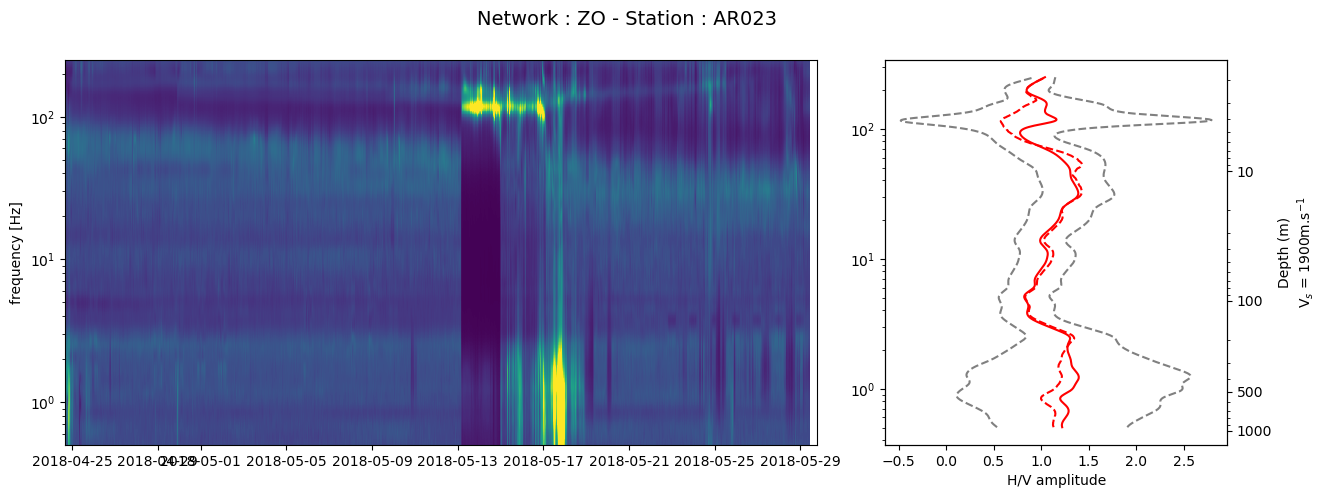 Network : ZO - Station : AR023
frequency [Hz]
10² 10¹ 10⁰
2018-04-25 2018-04-29 2018-05-01 2018-05-05 2018-05-09 2018-05-13 2018-05-17 2018-05-21 2018-05-25 2018-05-29
10² 10¹ 10⁰
−0.5 0.0 0.5 1.0 1.5 2.0 2.5
H/V amplitude
10 100 500 1000
Depth (m)
Vₛ = 1900m.s⁻¹